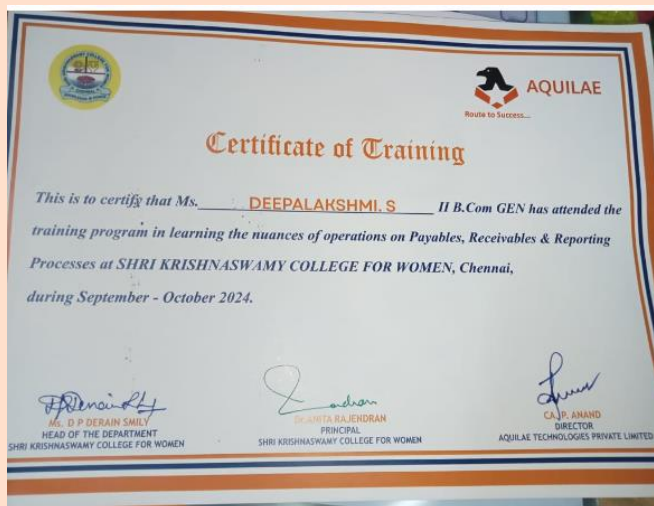 AQUILAE
Route to Success...
Certificate of Training
This is to certify that Ms. DEEPALAKSHMI. S II B.Com GEN has attended the
training program in learning the nuances of operations on Payables, Receivables & Reporting
Processes at SHRI KRISHNASWAMY COLLEGE FOR WOMEN, Chennai,
during September - October 2024.
Ms. D P DERAIN SMILY
HEAD OF THE DEPARTMENT
SHRI KRISHNASWAMY COLLEGE FOR WOMEN
Dr. ANITA RAJENDRAN
PRINCIPAL
SHRI KRISHNASWAMY COLLEGE FOR WOMEN
CA. P. ANAND
DIRECTOR
AQUILAE TECHNOLOGIES PRIVATE LIMITED